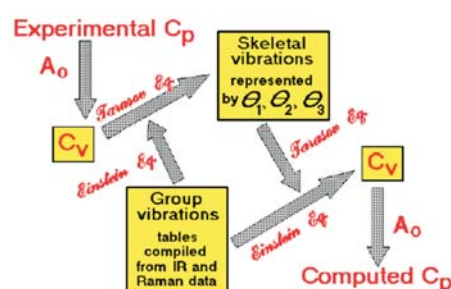 Experimental Cp
A0
Tarasov Eq
Cv
Einstein Eq
Skeletal vibrations
represented
by Θ1, Θ2, Θ3
Tarasov Eq
Cv
Group vibrations
tables
compiled
from IR and
Raman data
Einstein Eq
A0
Computed Cp